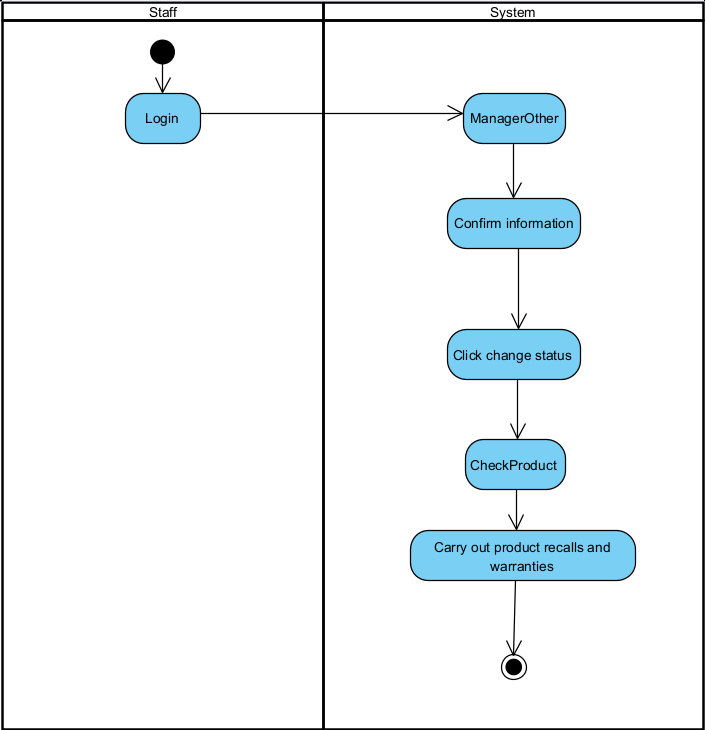 Staff
System
Login
ManagerOther
Confirm information
Click change status
CheckProduct
Carry out product recalls and
warranties